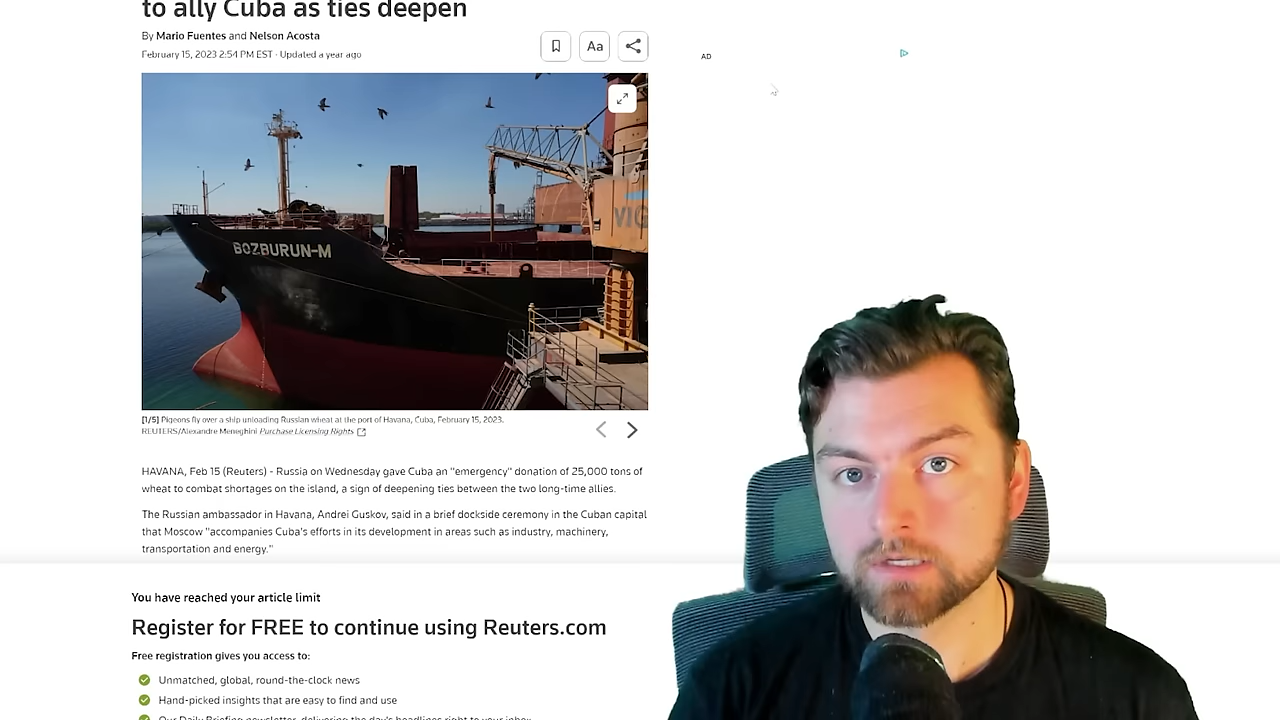 to ally Cuba as ties deepen
By Mario Fuentes and Nelson Acosta
February 15, 2023 2:54 PM EST · Updated a year ago
Aa
AD
BOZBURUN-M
VIG
[1/5] Pigeons fly over a ship unloading Russian wheat at the port of Havana, Cuba, February 15, 2023.
REUTERS/Alexandre Meneghini Purchase Licensing Rights
HAVANA, Feb 15 (Reuters) - Russia on Wednesday gave Cuba an "emergency" donation of 25,000 tons of
wheat to combat shortages on the island, a sign of deepening ties between the two long-time allies.
The Russian ambassador in Havana, Andrei Guskov, said in a brief dockside ceremony in the Cuban capital
that Moscow "accompanies Cuba's efforts in its development in areas such as industry, machinery,
transportation and energy."
You have reached your article limit
Register for FREE to continue using Reuters.com
Free registration gives you access to:
Unmatched, global, round-the-clock news
Hand-picked insights that are easy to find and use
Our Daily Briefing newsletter, delivering the day's headlines right to your inbox